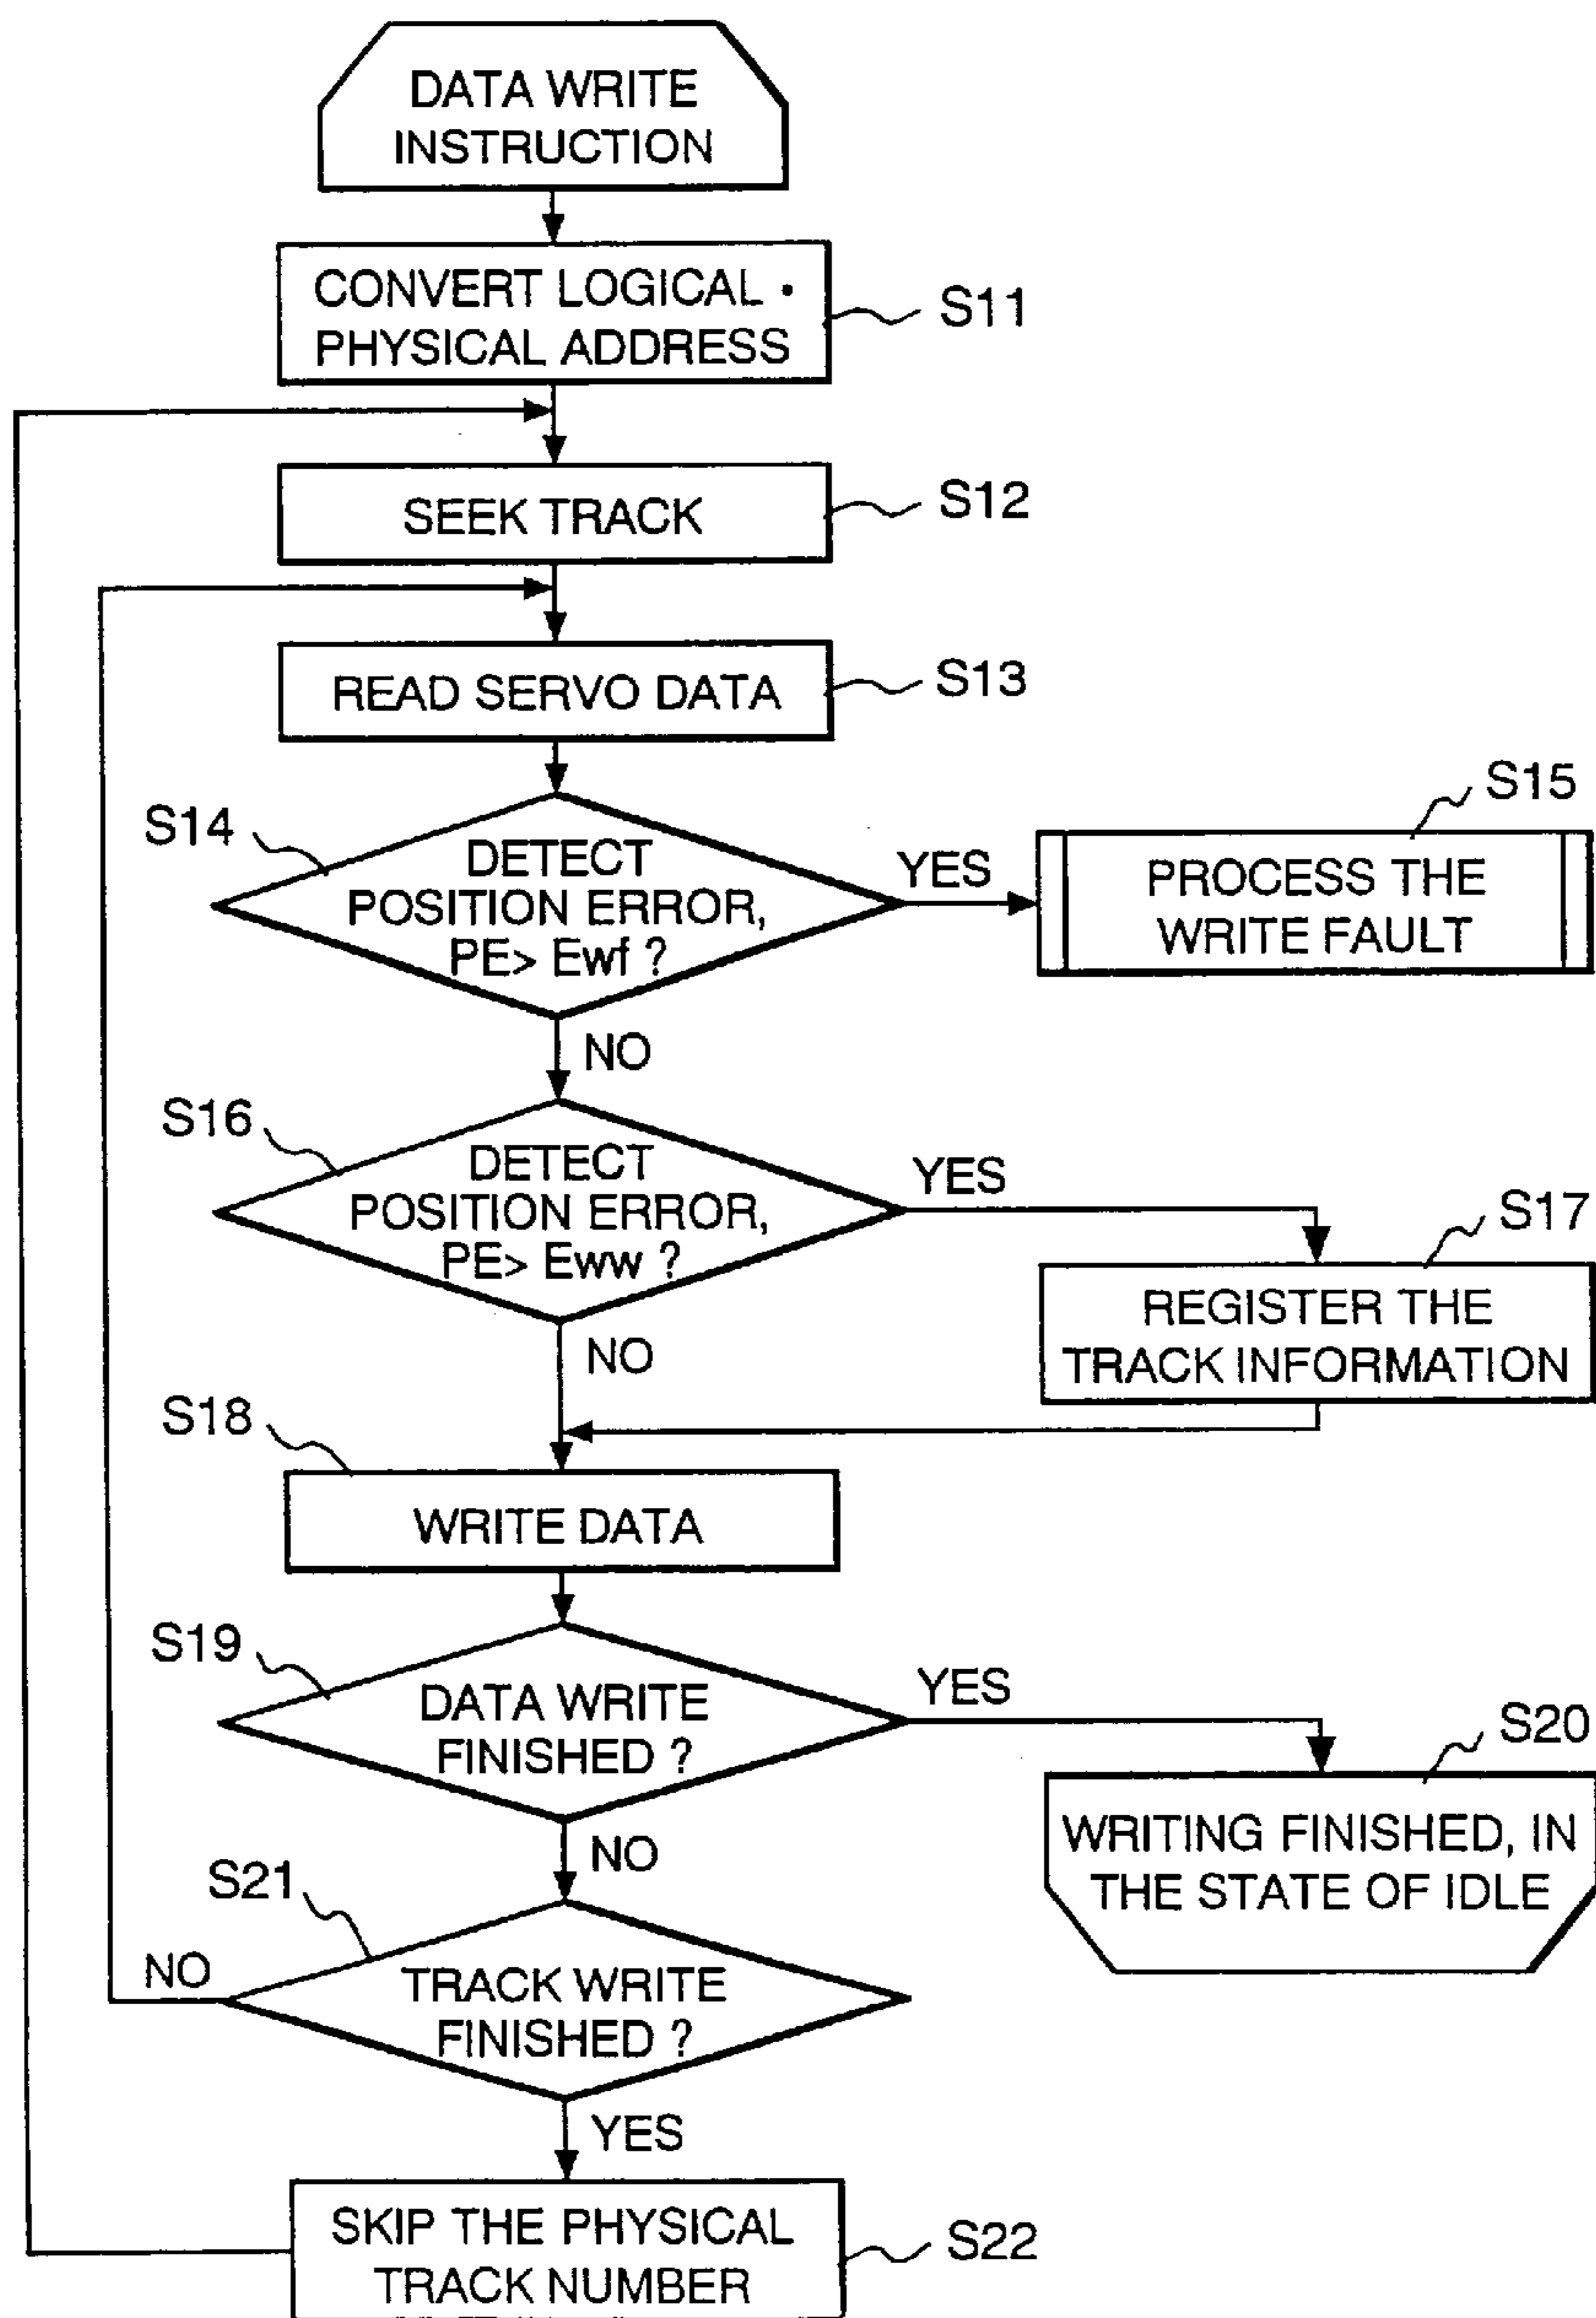 DATA WRITE
INSTRUCTION
CONVERT LOGICAL •
PHYSICAL ADDRESS
S11
SEEK TRACK
S12
READ SERVO DATA
S13
S14
DETECT
POSITION ERROR,
PE> Ewf ?
YES
S15
PROCESS THE
WRITE FAULT
NO
S16
DETECT
POSITION ERROR,
PE> Eww ?
YES
S17
REGISTER THE
TRACK INFORMATION
NO
S18
WRITE DATA
S19
DATA WRITE
FINISHED ?
YES
S20
WRITING FINISHED, IN
THE STATE OF IDLE
NO
S21
NO
TRACK WRITE
FINISHED ?
YES
SKIP THE PHYSICAL
TRACK NUMBER
S22